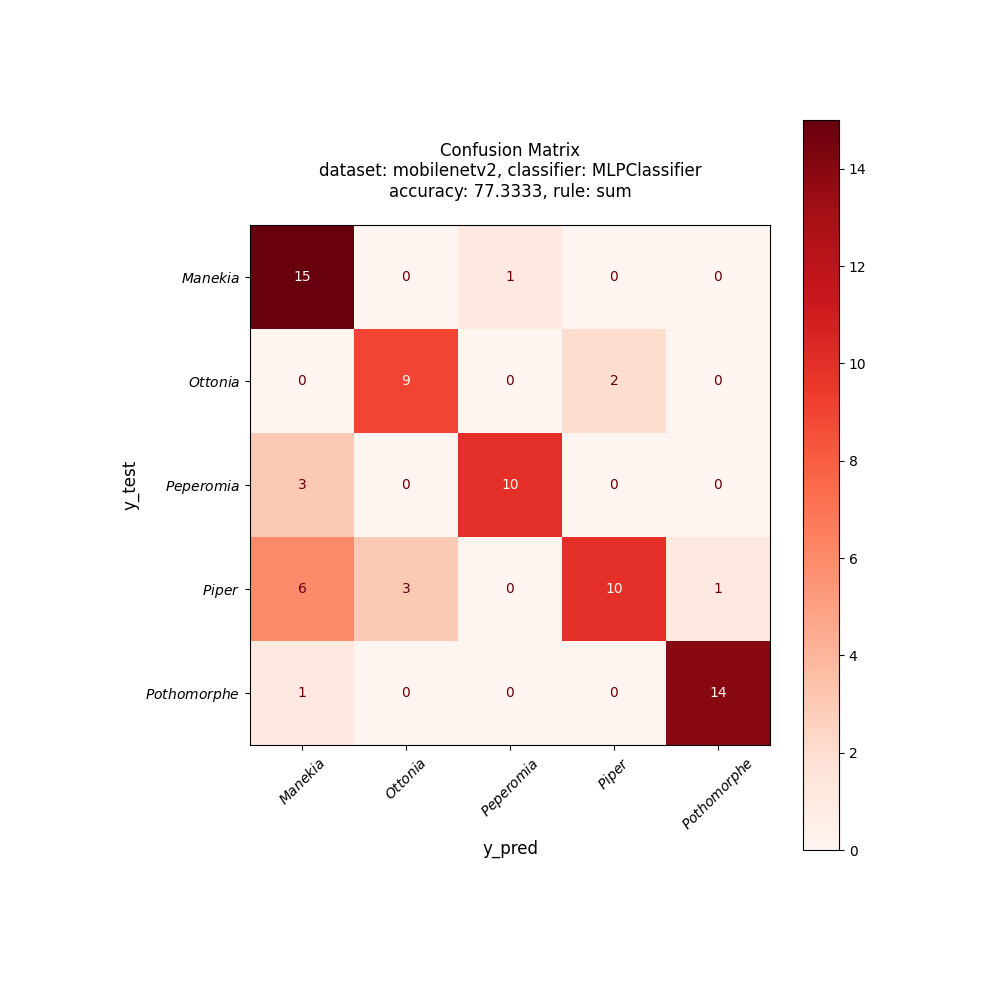 Confusion Matrix
dataset: mobilenetv2, classifier: MLPClassifier
accuracy: 77.3333, rule: sum
y_test
Manekia 15 0 1 0 0
Ottonia 0 9 0 2 0
Peperomia 3 0 10 0 0
Piper 6 3 0 10 1
Pothomorphe 1 0 0 0 14
Manekia Ottonia Peperomia Piper Pothomorphe
y_pred
14
12
10
8
6
4
2
0